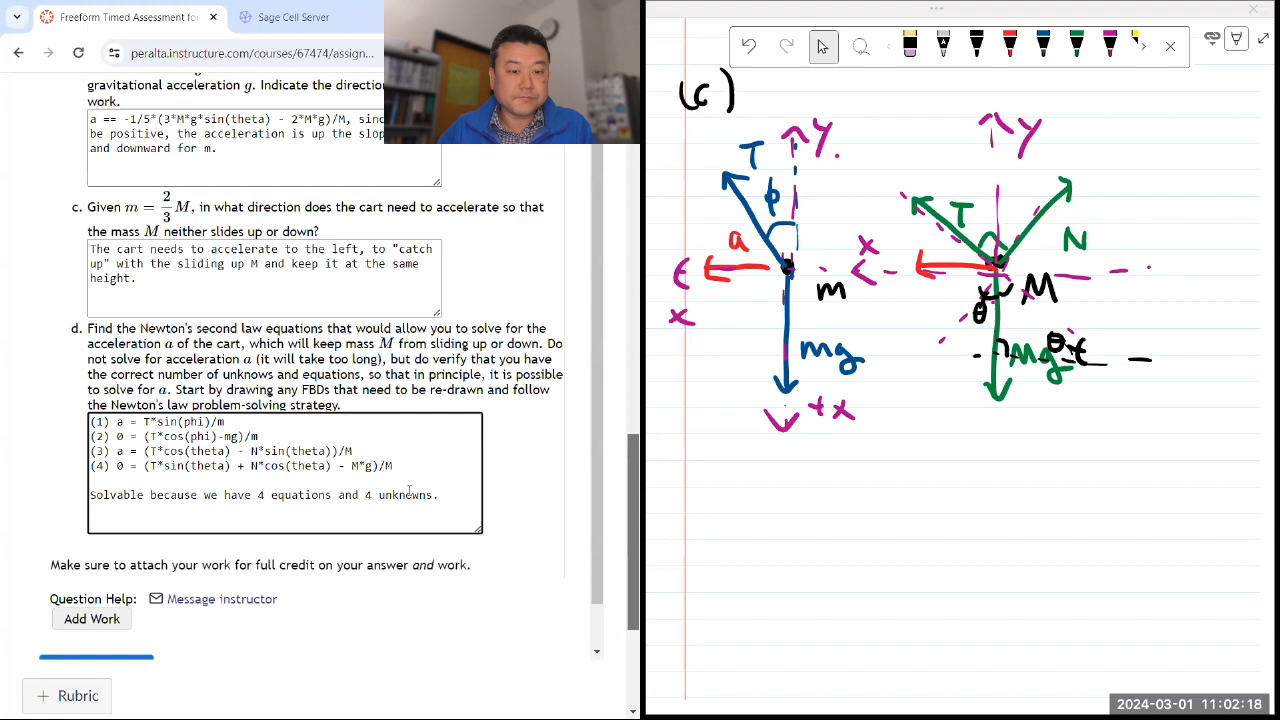 Freeform Timed Assessment for
Sage Cell Server
peralta.instructure.com/co
4/assign
gravitational acceleration g. Indicate the direction
work.
a == -1/5*(3*M*g*sin(theta) - 2*M*g)/M, sinc
be positive, the acceleration is up the slop
and downward for m.
c. Given m = 2/3 M, in what direction does the cart need to accelerate so that
the mass M neither slides up or down?
The cart needs to accelerate to the left, to "catch
up" with the sliding up M and keep it at he same
height.
d. Find the Newton's second law equations that would allow you to solve for the
acceleration a of the cart, which will keep mass M from sliding up or down. Do
not solve for acceleration a (it will take too long), but do verify that you have
the correct number of unknows and equations, so that in principle, it is possible
to solve for a. Start by drawing any FBDs that need to be re-drawn and follow
the Newton's law problem-solving strategy.
(1) a = T*sin(phi)/m
(2) 0 = (T*cos(phi)-mg)/m
(3) a = (T*cos(theta) - N*sin(theta))/M
(4) 0 = (T*sin(theta) + N*cos(theta) - M*g)/M
Solvable because we have 4 equations and 4 unknowns.
Make sure to attach your work for full credit on your answer and work.
Question Help: Message instructor
Add Work
+ Rubric
(c)
y
y
T
ϕ
T
N
a
x
x
m
M
θ
θ
mg
Mg
+x
2024-03-01 11:02:18